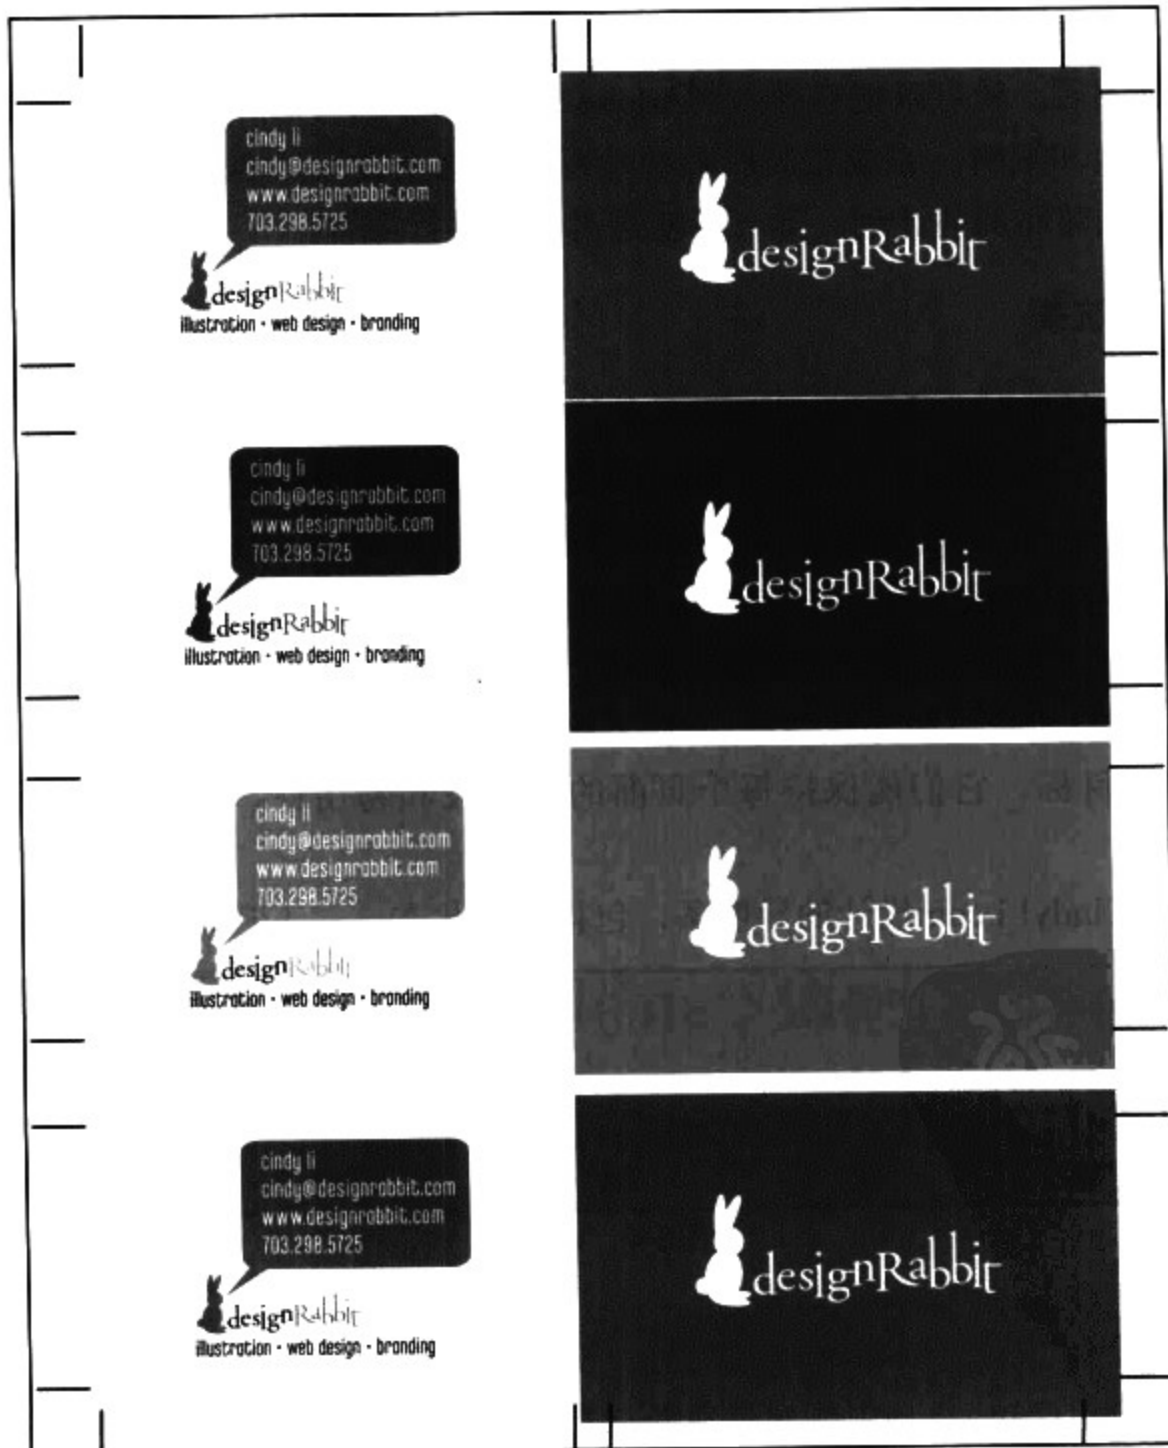 cindy li
cindy@designrabbit.com
www.designrabbit.com
703.298.5725
designRabbit
illustration • web design • branding
designRabbit
cindy li
cindy@designrabbit.com
www.designrabbit.com
703.298.5725
designRabbit
illustration • web design • branding
designRabbit
cindy li
cindy@designrabbit.com
www.designrabbit.com
703.298.5725
designRabbit
illustration • web design • branding
designRabbit
cindy li
cindy@designrabbit.com
www.designrabbit.com
703.298.5725
designRabbit
illustration • web design • branding
designRabbit